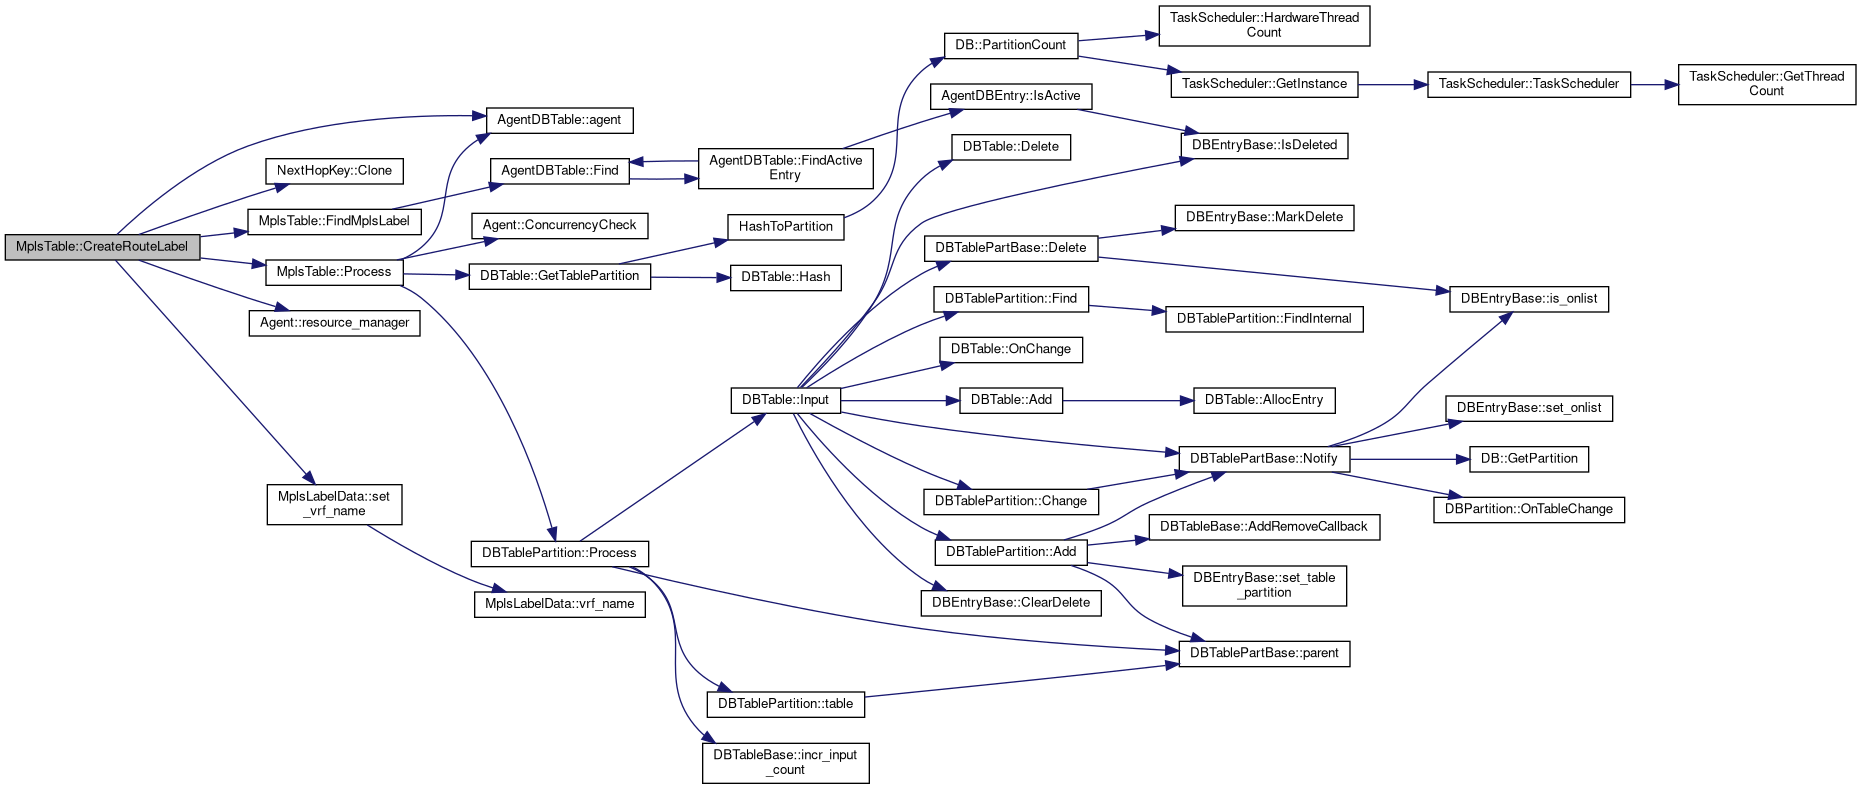 MplsTable::CreateRouteLabel
AgentDBTable::agent
NextHopKey::Clone
MplsTable::FindMplsLabel
MplsTable::Process
Agent::resource_manager
MplsLabelData::set
_vrf_name
AgentDBTable::Find
Agent::ConcurrencyCheck
DBTable::GetTablePartition
DBTablePartition::Process
MplsLabelData::vrf_name
AgentDBTable::FindActive
Entry
HashToPartition
DBTable::Hash
DBTable::Input
DBTablePartition::table
DBTableBase::incr_input
_count
DB::PartitionCount
AgentDBEntry::IsActive
DBTable::Delete
DBTablePartBase::Delete
DBTablePartition::Find
DBTable::OnChange
DBTable::Add
DBTablePartition::Change
DBTablePartition::Add
DBEntryBase::ClearDelete
TaskScheduler::HardwareThread
Count
TaskScheduler::GetInstance
DBEntryBase::IsDeleted
DBEntryBase::MarkDelete
DBTablePartition::FindInternal
DBTable::AllocEntry
DBTablePartBase::Notify
DBTableBase::AddRemoveCallback
DBEntryBase::set_table
_partition
DBTablePartBase::parent
TaskScheduler::TaskScheduler
DBEntryBase::is_onlist
DBEntryBase::set_onlist
DB::GetPartition
DBPartition::OnTableChange
TaskScheduler::GetThread
Count